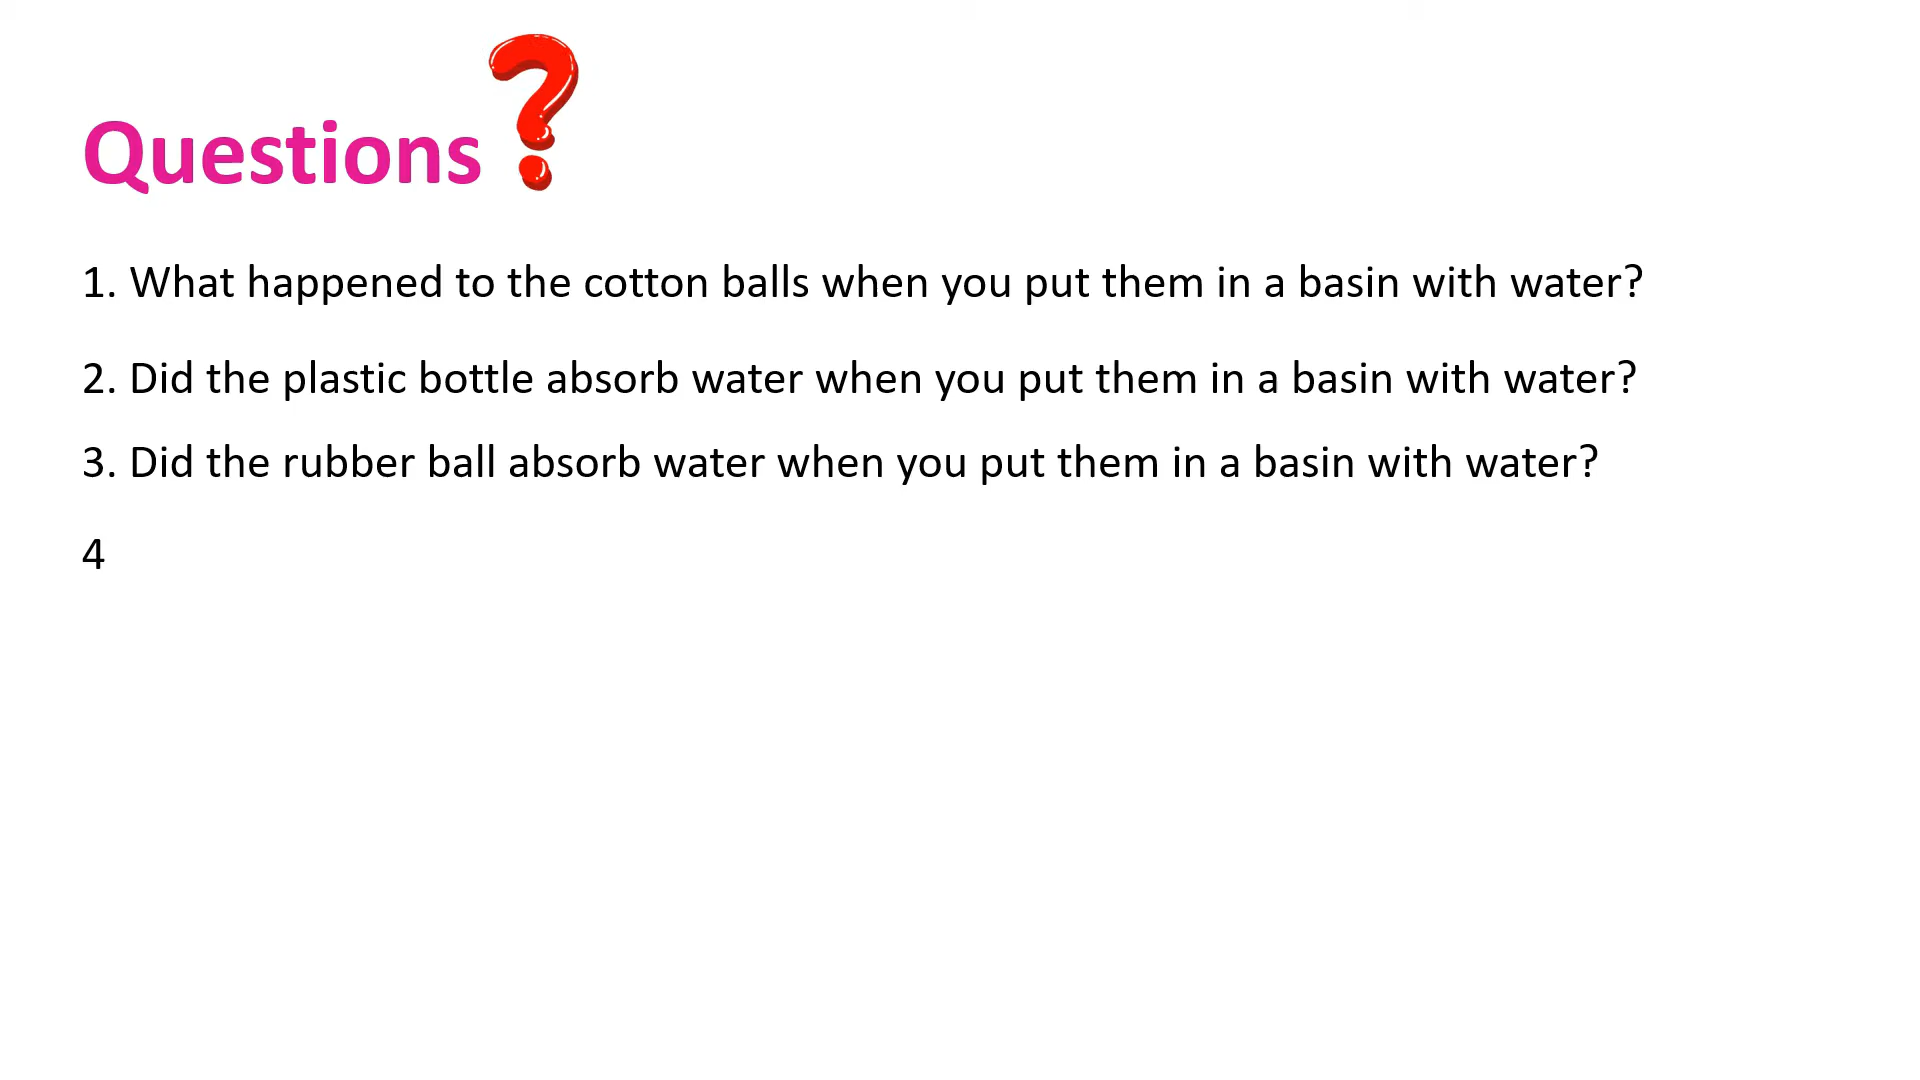 Questions?
1. What happened to the cotton balls when you put them in a basin with water?
2. Did the plastic bottle absorb water when you put them in a basin with water?
3. Did the rubber ball absorb water when you put them in a basin with water?
4